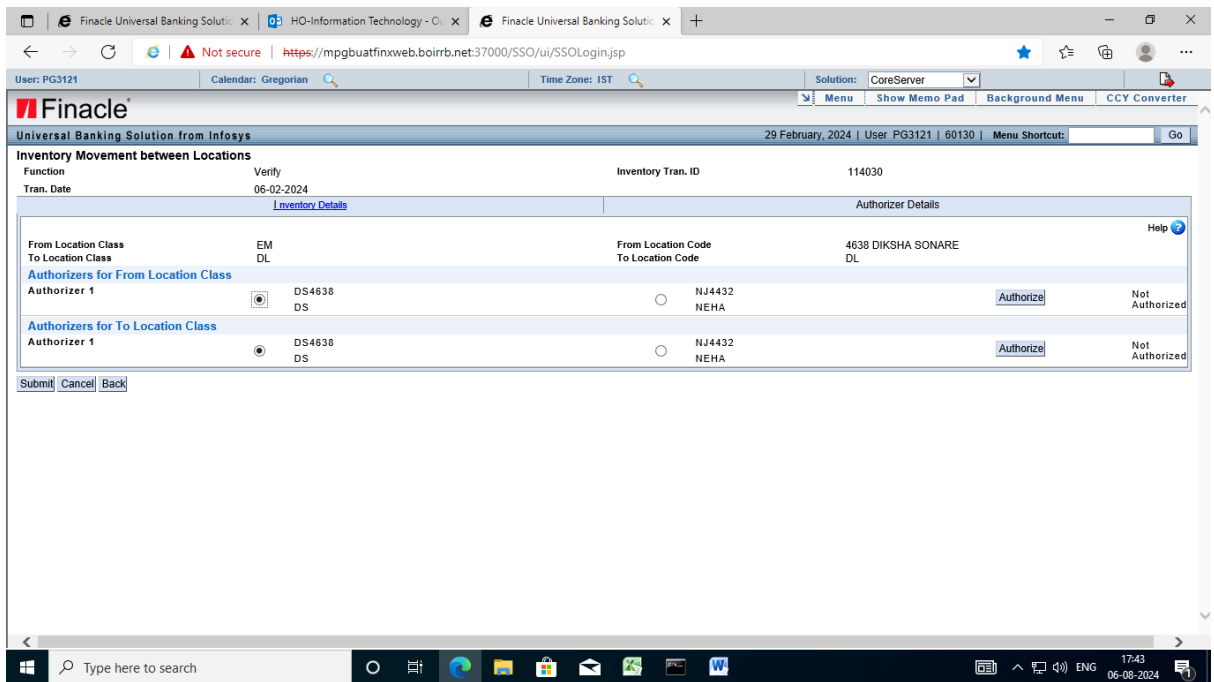 Finacle Universal Banking Solutio
HO-Information Technology - Ou
Finacle Universal Banking Solutio
Not secure | https://mpgbuatfinxweb.boirrb.net:37000/SSO/ui/SSOLogin.jsp
User: PG3121 Calendar: Gregorian Time Zone: IST Solution: CoreServer
Menu Show Memo Pad Background Menu CCY Converter
Finacle
Universal Banking Solution from Infosys 29 February, 2024 | User PG3121 | 60130 | Menu Shortcut: Go
Inventory Movement between Locations
Function Verify Inventory Tran. ID 114030
Tran. Date 06-02-2024
Inventory Details Authorizer Details
Help
From Location Class EM From Location Code 4638 DIKSHA SONARE
To Location Class DL To Location Code DL
Authorizers for From Location Class
Authorizer 1 DS4638 NJ4432 Authorize Not
DS NEHA Authorized
Authorizers for To Location Class
Authorizer 1 DS4638 NJ4432 Authorize Not
DS NEHA Authorized
Submit Cancel Back
Type here to search
ENG
17:43
06-08-2024